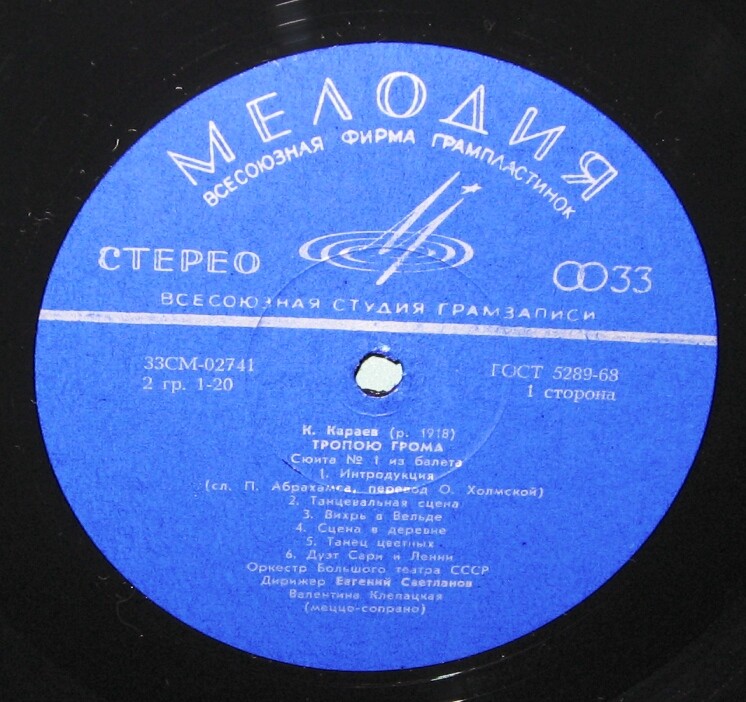 МЕЛОДИЯ
ВСЕСОЮЗНАЯ ФИРМА ГРАМПЛАСТИНОК
СТЕРЕО
33
ВСЕСОЮЗНАЯ СТУДИЯ ГРАМЗАПИСИ
33СМ-02741
ГОСТ 5289-68
2 гр. 1-20
1 сторона
К. Караев (р. 1918)
ТРОПОЮ ГРОМА
Сюита № 1 из балета
1. Интродукция
(сл. П. Абрахамса, перевод О. Холмской)
2. Танцевальная сцена
3. Вихрь в Вельде
4. Сцена в деревне
5. Танец цветных
6. Дуэт Сари и Ленни
Оркестр Большого театра СССР
Дирижер Евгений Светланов
Валентина Клепацкая
(меццо-сопрано)